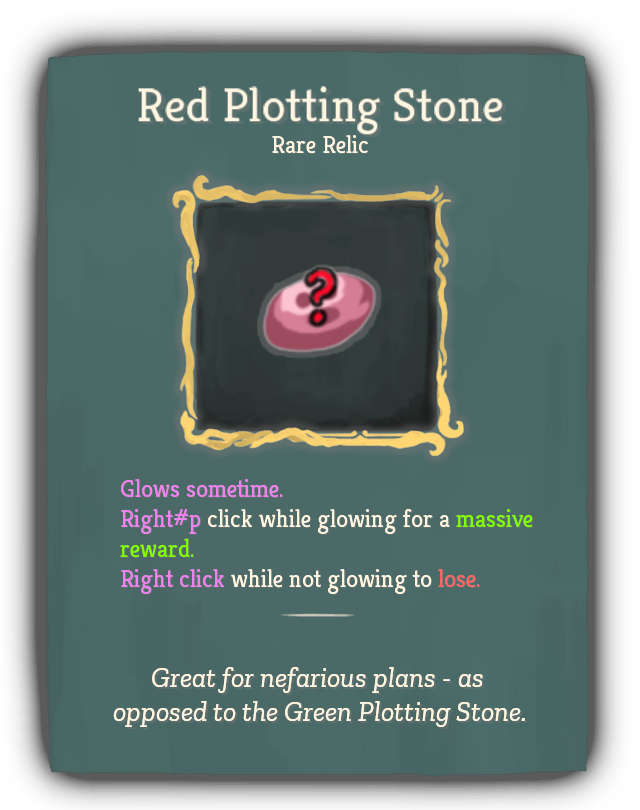 Red Plotting Stone
Rare Relic
?
Glows sometime.
Right#p click while glowing for a massive
reward.
Right click while not glowing to lose.
Great for nefarious plans - as
opposed to the Green Plotting Stone.